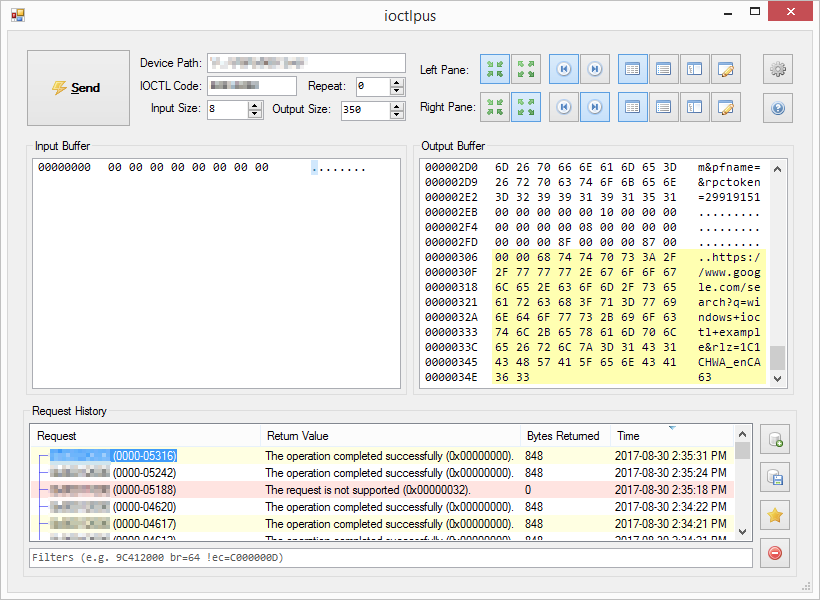 ioctlpus
Send
Device Path:
IOCTL Code:
Repeat: 0
Input Size: 8
Output Size: 350
Left Pane:
Right Pane:
Input Buffer
00000000 00 00 00 00 00 00 00 00 ........
Output Buffer
000002D0 6D 26 70 66 6E 61 6D 65 3D m&pfname=
000002D9 26 72 70 63 74 6F 6B 65 6E &rpctoken
000002E2 3D 32 39 39 31 39 31 35 31 =29919151
000002EB 00 00 00 00 00 10 00 00 00 .........
000002F4 00 00 00 00 08 00 00 00 00 .........
000002FD 00 00 00 8F 00 00 00 87 00 .........
00000306 00 00 68 74 74 70 73 3A 2F ..https:/
0000030F 2F 77 77 77 2E 67 6F 6F 67 /www.goog
00000318 6C 65 2E 63 6F 6D 2F 73 65 le.com/se
00000321 61 72 63 68 3F 71 3D 77 69 arch?q=wi
0000032A 6E 64 6F 77 73 2B 69 6F 63 ndows+ioc
00000333 74 6C 2B 65 78 61 6D 70 6C tl+exampl
0000033C 65 26 72 6C 7A 3D 31 43 31 e&rlz=1C1
00000345 43 48 57 41 5F 65 6E 43 41 CHWA_enCA
0000034E 36 33 63
Request History
Request Return Value Bytes Returned Time
(0000-05316) The operation completed successfully (0x00000000). 848 2017-08-30 2:35:31 PM
(0000-05242) The operation completed successfully (0x00000000). 848 2017-08-30 2:35:24 PM
(0000-05188) The request is not supported (0x00000032). 0 2017-08-30 2:35:18 PM
(0000-04620) The operation completed successfully (0x00000000). 848 2017-08-30 2:34:22 PM
(0000-04617) The operation completed successfully (0x00000000). 848 2017-08-30 2:34:21 PM
The operation completed successfully (0x00000000). 848 2017-08-30 2:34:21 PM
Filters (e.g. 9C412000 br=64 !ec=C000000D)